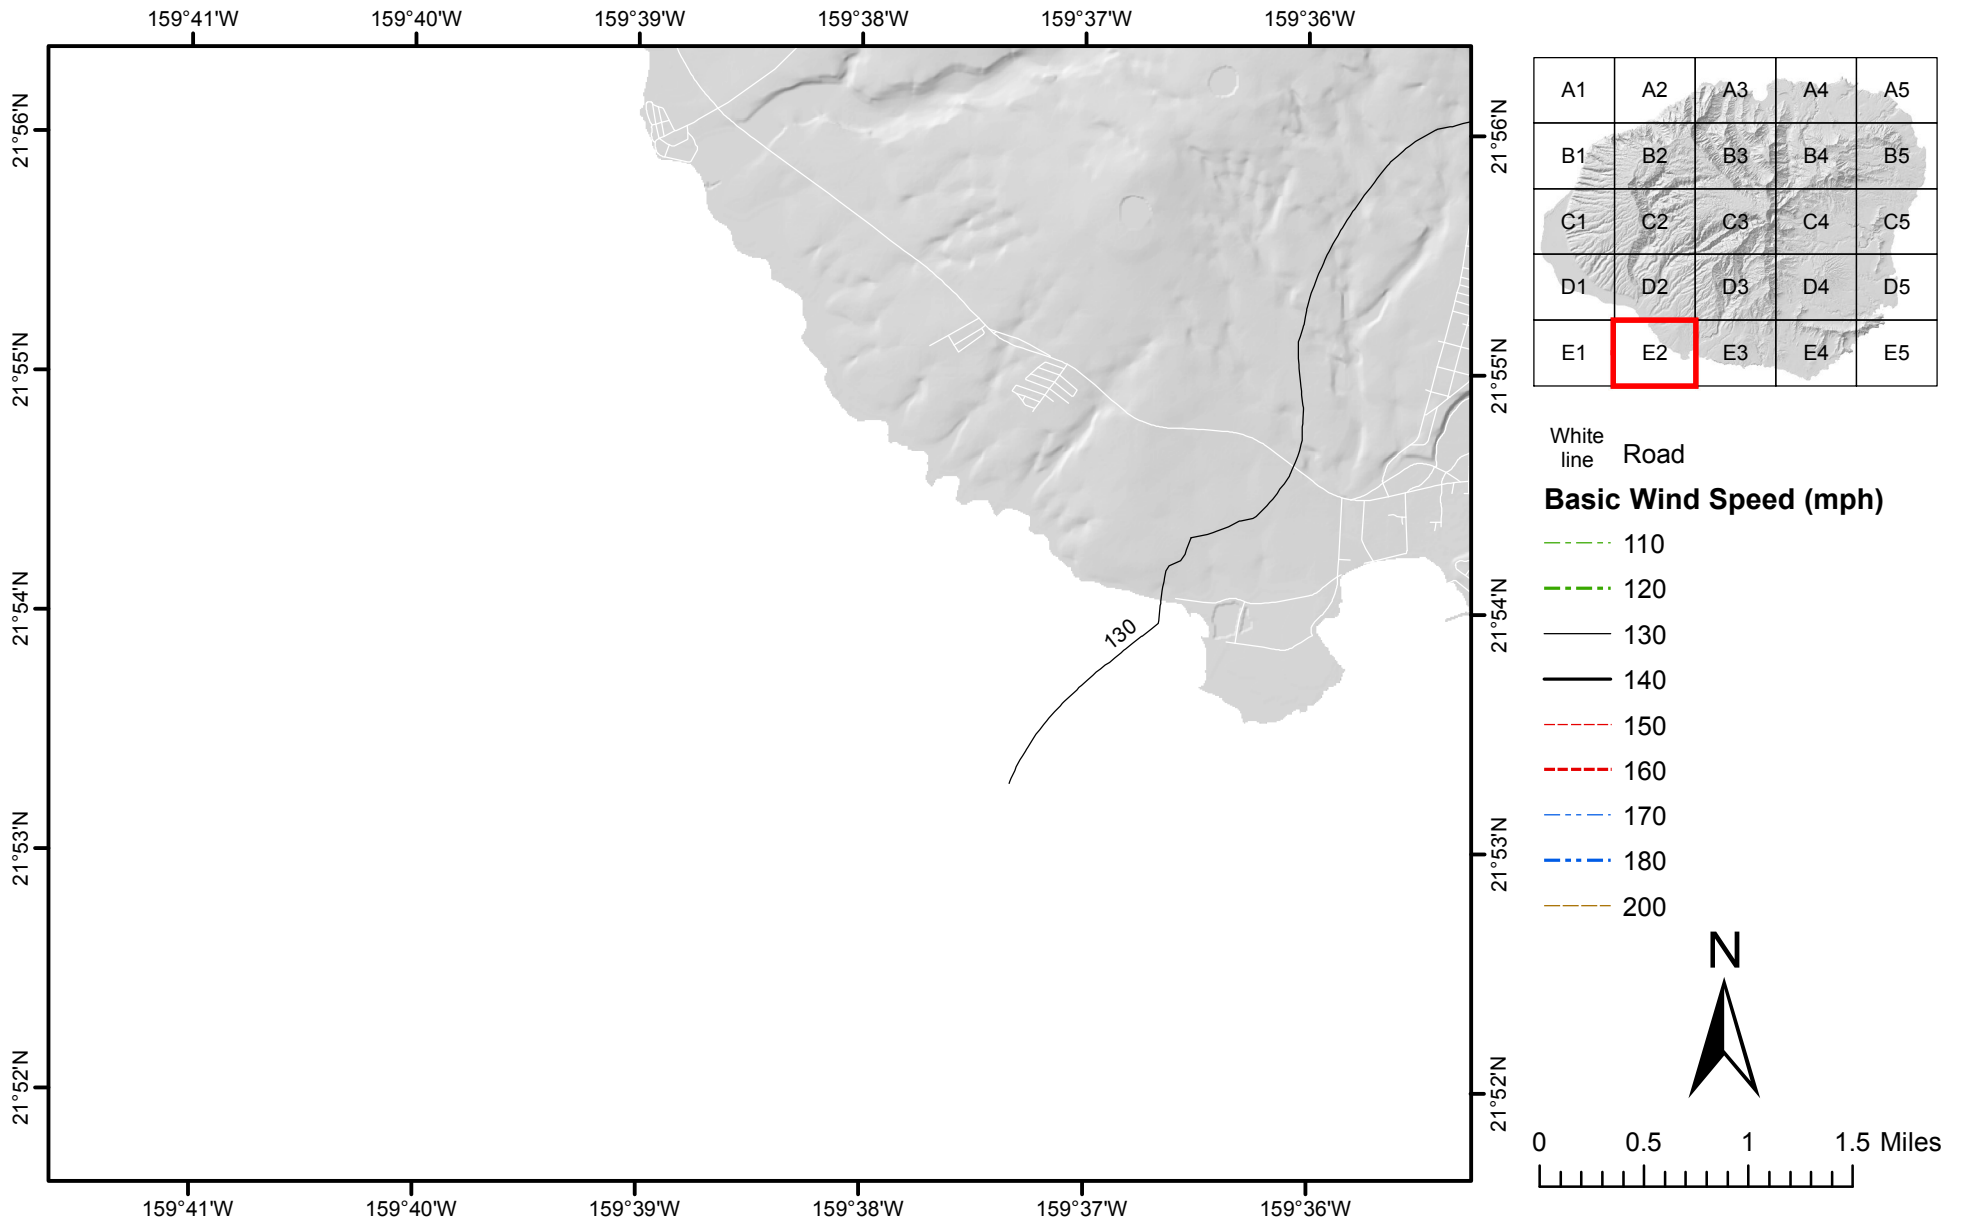 159°41'W 159°40'W 159°39'W 159°38'W 159°37'W 159°36'W
21°56'N
21°55'N
21°54'N
21°53'N
21°52'N
130
21°56'N
21°55'N
21°54'N
21°53'N
21°52'N
159°41'W 159°40'W 159°39'W 159°38'W 159°37'W 159°36'W
A1 A2 A3 A4 A5
B1 B2 B3 B4 B5
C1 C2 C3 C4 C5
D1 D2 D3 D4 D5
E1 E2 E3 E4 E5
White
line
Road
Basic Wind Speed (mph)
110
120
130
140
150
160
170
180
200
N
0 0.5 1 1.5 Miles